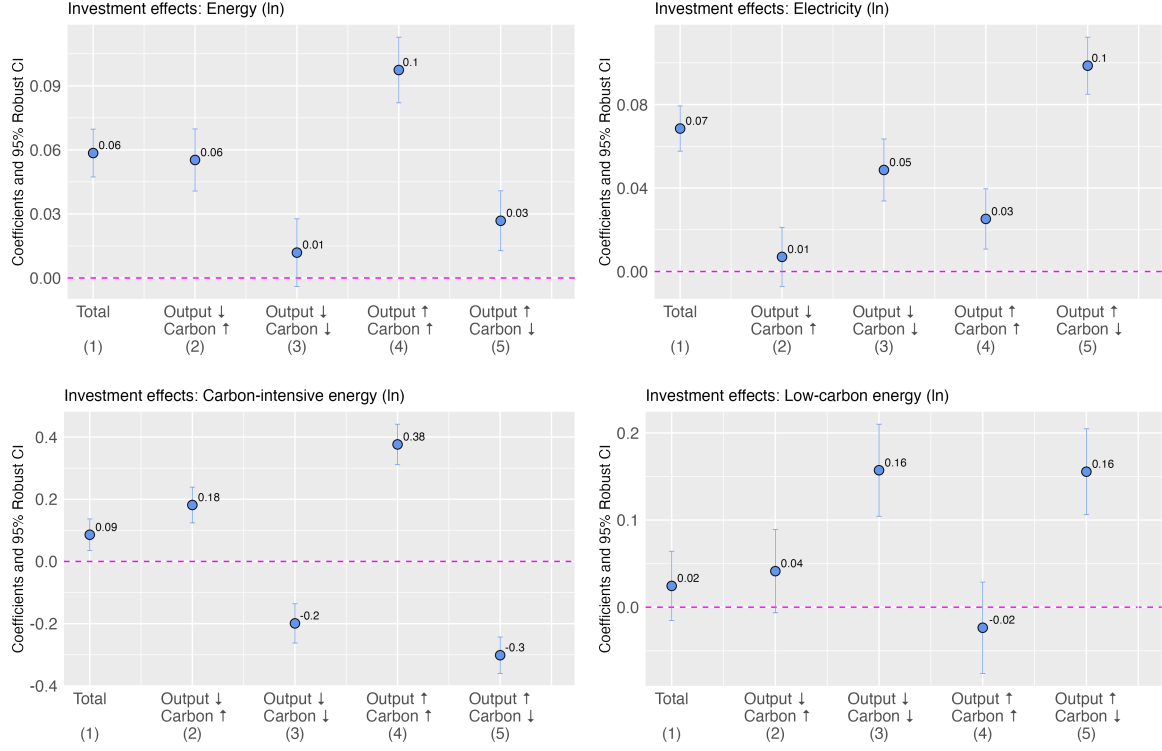 Investment effects: Energy (ln)
Coefficients and 95% Robust CI
0.09
0.06
0.03
0.00
0.06
0.06
0.01
0.1
0.03
Total
Output ↓
Output ↓
Output ↑
Output ↑
Carbon ↑
Carbon ↓
Carbon ↑
Carbon ↓
(1)
(2)
(3)
(4)
(5)
Investment effects: Electricity (ln)
Coefficients and 95% Robust CI
0.08
0.04
0.00
0.07
0.01
0.05
0.03
0.1
Total
Output ↓
Output ↓
Output ↑
Output ↑
Carbon ↑
Carbon ↓
Carbon ↑
Carbon ↓
(1)
(2)
(3)
(4)
(5)
Investment effects: Carbon-intensive energy (ln)
Coefficients and 95% Robust CI
0.4
0.2
0.0
-0.2
-0.4
0.09
0.18
-0.2
0.38
-0.3
Total
Output ↓
Output ↓
Output ↑
Output ↑
Carbon ↑
Carbon ↓
Carbon ↑
Carbon ↓
(1)
(2)
(3)
(4)
(5)
Investment effects: Low-carbon energy (ln)
Coefficients and 95% Robust CI
0.2
0.1
0.0
0.02
0.04
0.16
-0.02
0.16
Total
Output ↓
Output ↓
Output ↑
Output ↑
Carbon ↑
Carbon ↓
Carbon ↑
Carbon ↓
(1)
(2)
(3)
(4)
(5)